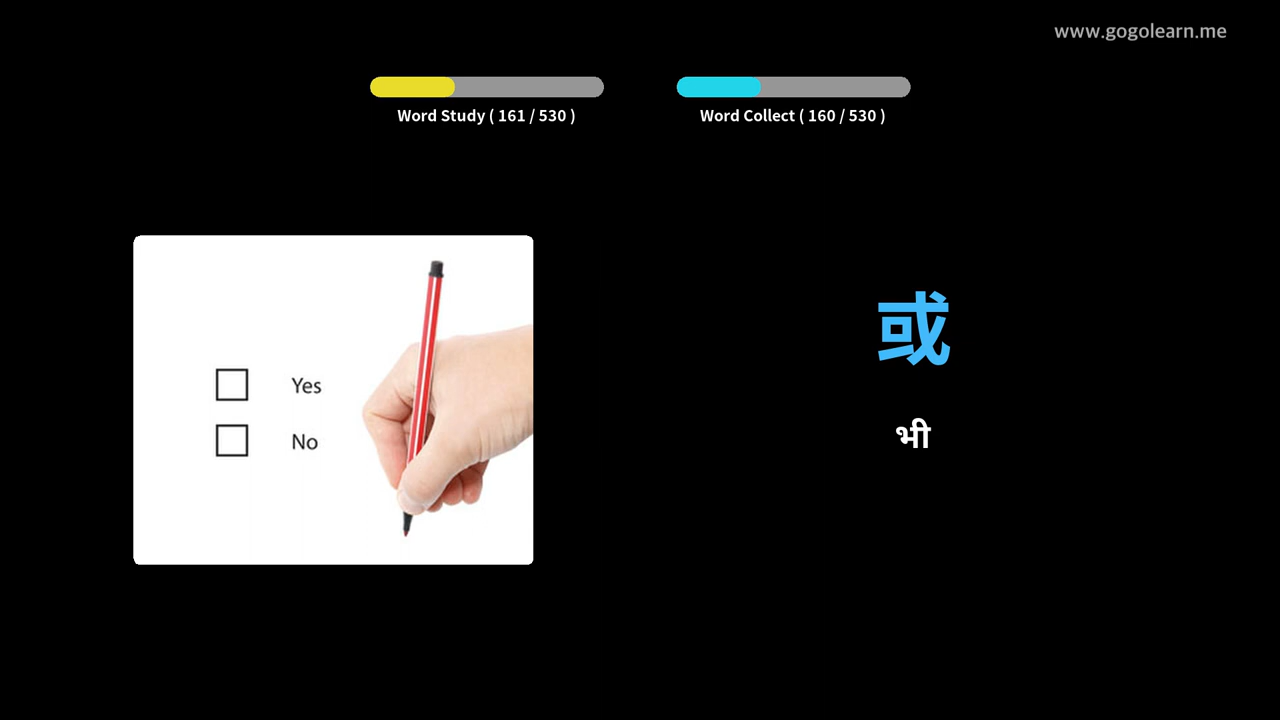 www.gogolearn.me
Word Study ( 161 / 530 )
Word Collect ( 160 / 530 )
Yes
No
或
भी